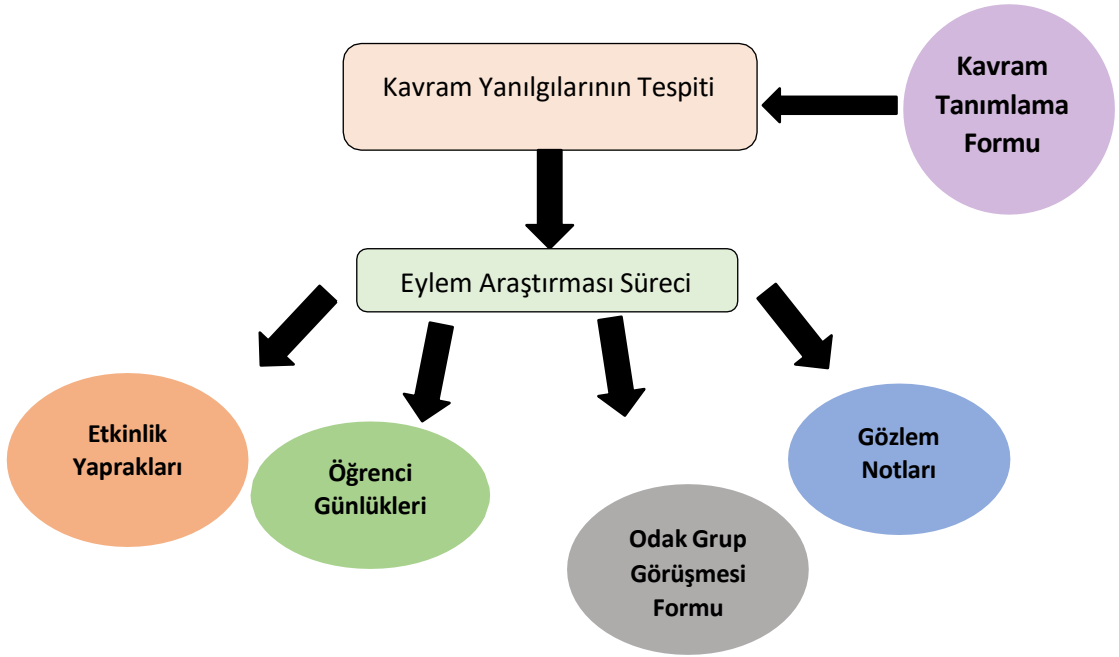 Kavram Yanılgılarının Tespiti
Kavram
Tanımlama
Formu
Eylem Araştırması Süreci
Etkinlik
Yaprakları
Öğrenci
Günlükleri
Odak Grup
Görüşmesi
Formu
Gözlem
Notları